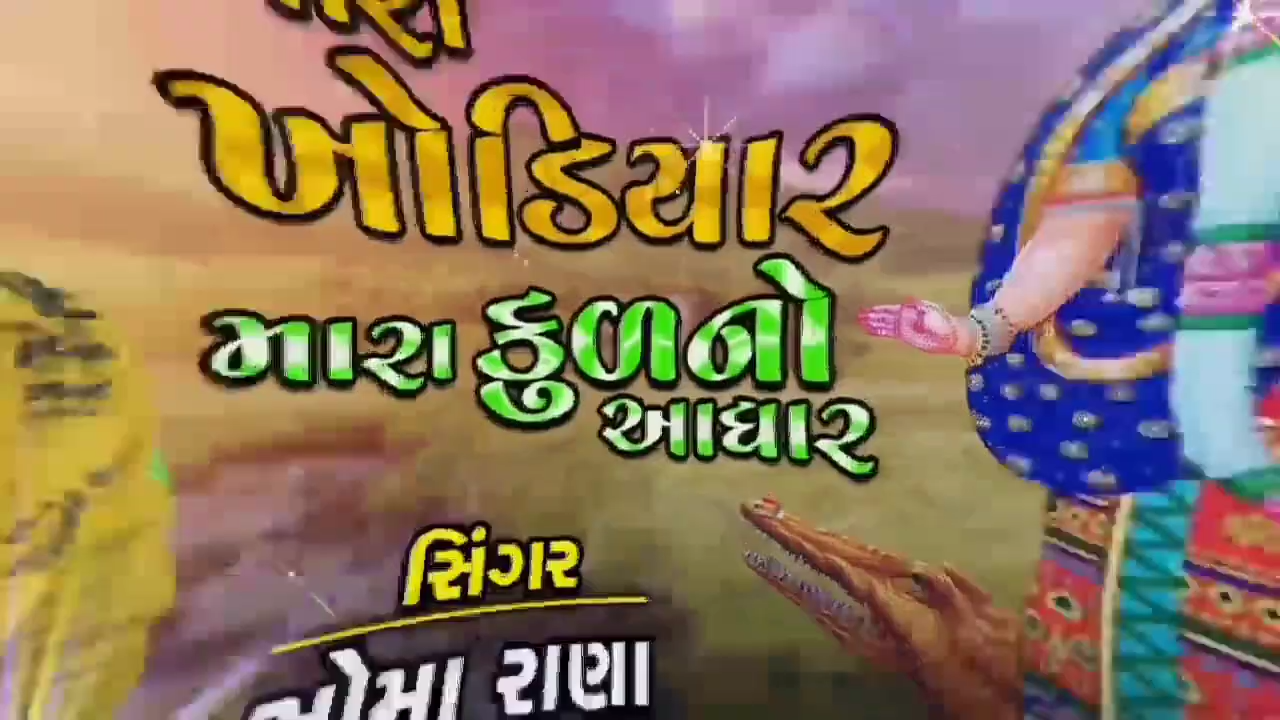 ખોડિયાર
મારા કુળનો
આધાર
સિંગર
રાણા